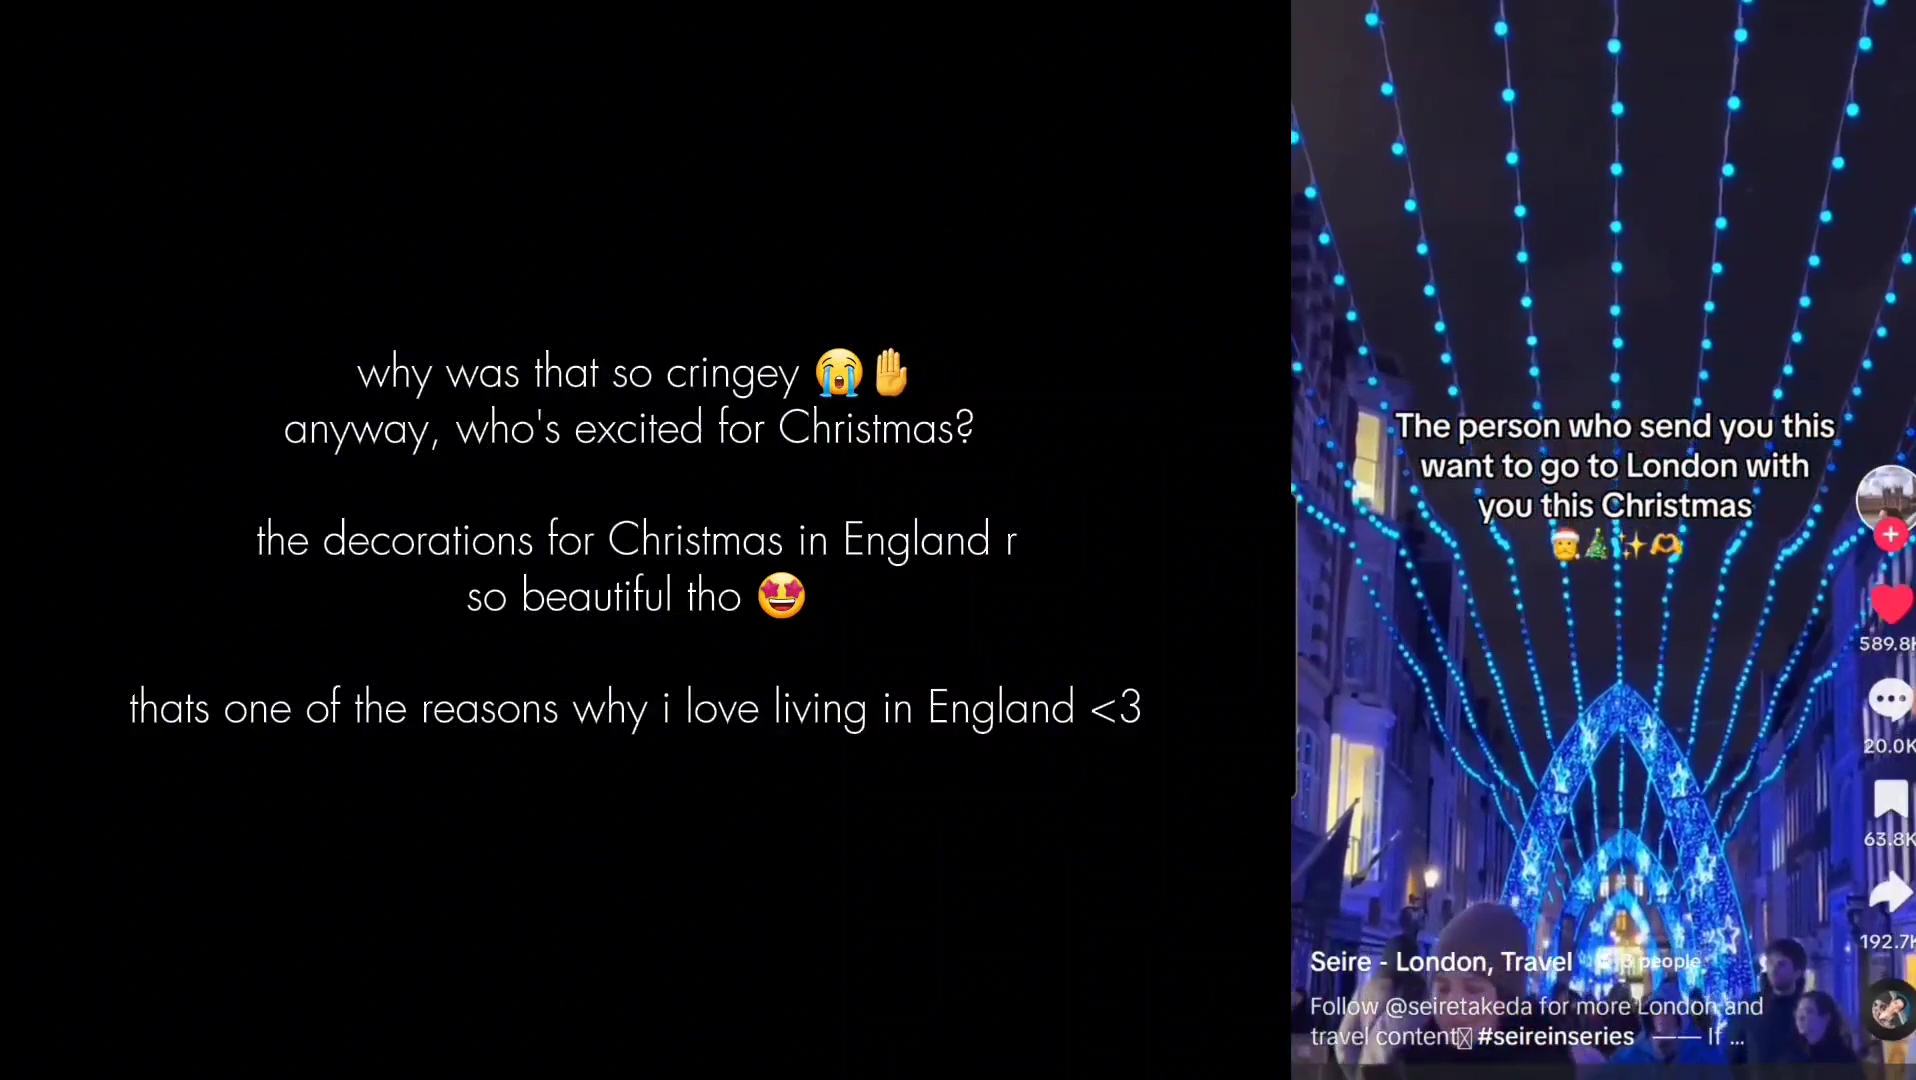 why was that so cringey 😭🤚
anyway, who's excited for Christmas?
the decorations for Christmas in England r
so beautiful tho 🤩
thats one of the reasons why i love living in England <3
The person who send you this
want to go to London with
you this Christmas
🎅🎄✨🫶
589.8K
20.0K
63.8K
192.7K
Seire - London, Travel
3 people
Follow @seiretakeda for more London and
travel content #seireinseries —— If ...